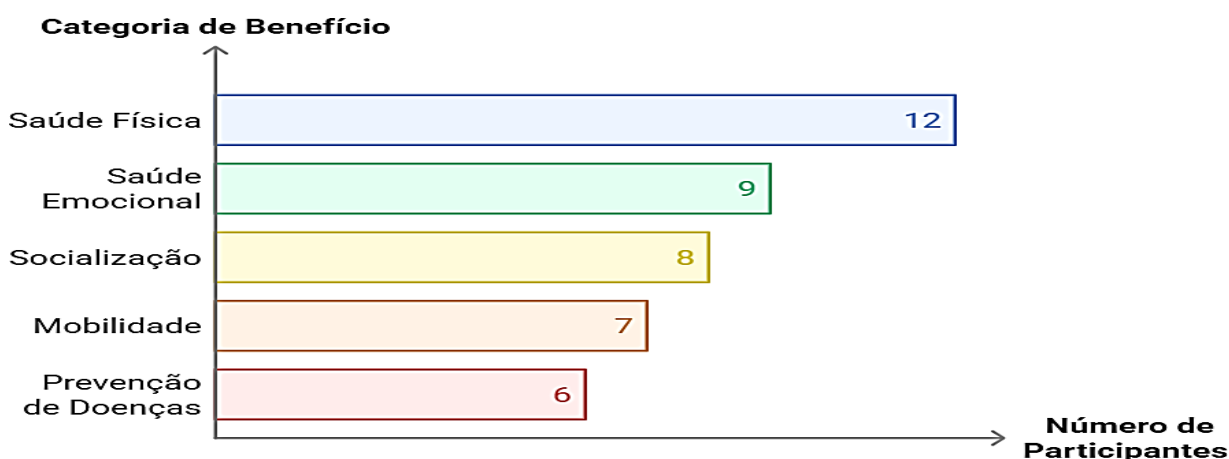 Categoria de Benefício
Saúde Física
12
Saúde
Emocional
9
Socialização
8
Mobilidade
7
Prevenção
de Doenças
6
Número de
Participantes